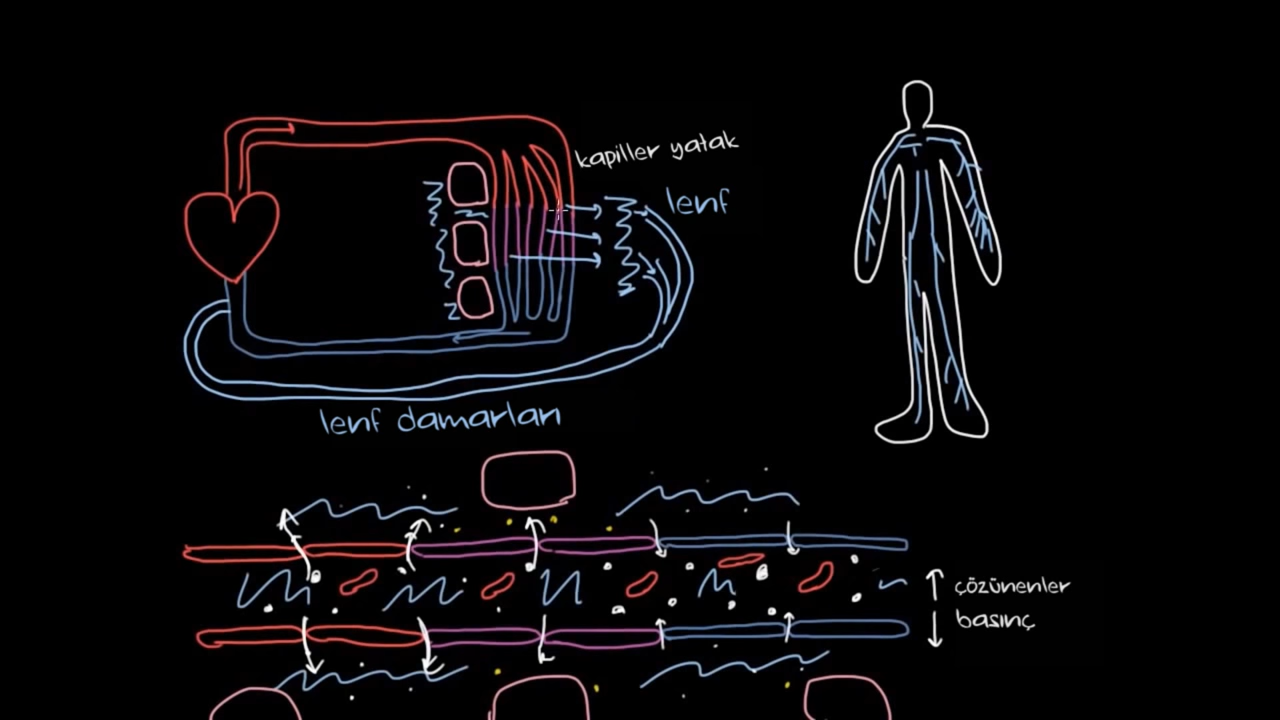 kapiller yatak
lenf
lenf damarları
çözünenler
basınç